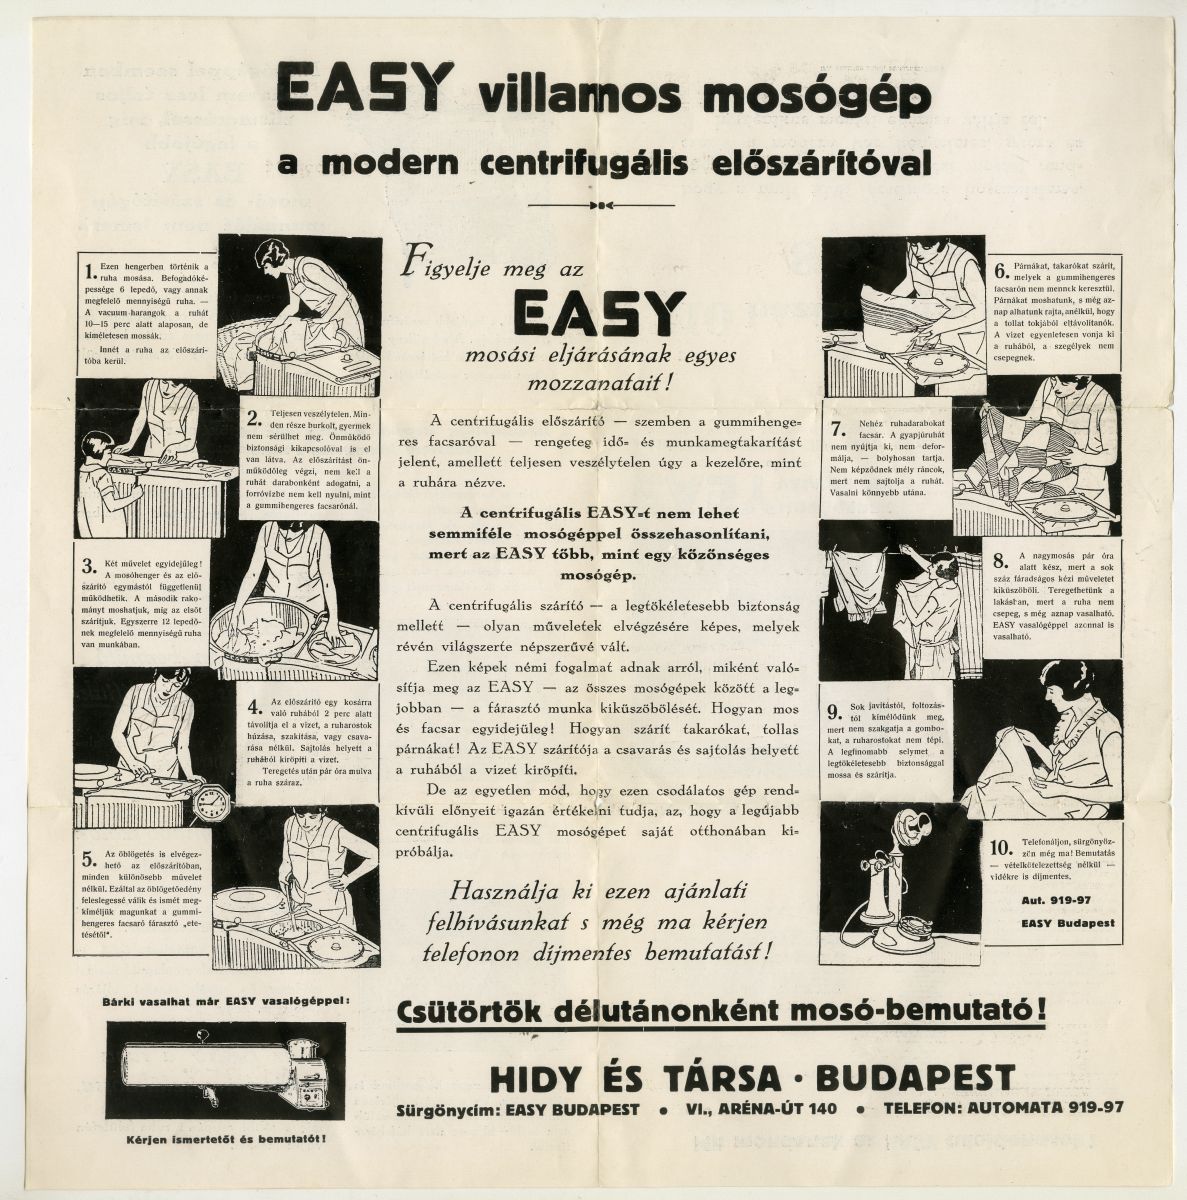 EASY villamos mosógép
a modern centrifugális előszárítóval
1. Ezen hengerben történik a
ruha mosása. Befogadóké-
pessége 6 lepedő, vagy annak
megfelelő mennyiségű ruha. —
A vacuum-harangok a ruhát
10—15 perc alatt alaposan, de
kíméletesen mossák.
Innét a ruha az előszárí-
tóba kerül.
2. Teljesen veszélytelen. Min-
den része burkolt, gyermek
nem sérülhet meg. Önműködő
biztonsági kikapcsolóval is el
van látva. Az előszárítást ön-
működőleg végzi, nem kell a
ruhát darabonként adogatni, a
forróvízbe nem kell nyulni, mint
a gummihengeres facsarónál.
3. Két művelet egyidejűleg!
A mosóhenger és az elő-
szárító egymástól függetlenül
működhetik. A második rako-
mányt moshatjuk, míg az elsőt
szárítjuk. Egyszerre 12 lepedő-
nek megfelelő mennyiségű ruha
van munkában.
4. Az előszárító egy kosárra
való ruhából 2 perc alatt
távolítja el a vizet, a ruharostok
húzása, szakítása, vagy csava-
rása nélkül. Sajtolás helyett a
ruhából kiröpíti a vizet.
Teregetés után pár óra mulva
a ruha száraz.
5. Az öblögetés is elvégez-
hető az előszárítóban,
minden különösebb művelet
nélkül. Ezáltal az öblögetőedény
feleslegessé válik és ismét meg-
kíméljük magunkat a gummi-
hengeres facsaró fárasztó „ete-
tésétől".
Figyelje meg az
EASY
mosási eljárásának egyes
mozzanatait!
A centrifugális előszárító — szemben a gummihenge=
res facsaróval — rengeteg idő= és munkamegtakarítást
jelent, amellett teljesen veszélytelen úgy a kezelőre, mint
a ruhára nézve.
A centrifugális EASY=t nem lehet
semmiféle mosógéppel összehasonlítani,
mert az EASY több, mint egy közönséges
mosógép.
A centrifugális szárító — a legtökéletesebb biztonság
mellett — olyan műveletek elvégzésére képes, melyek
révén világszerte népszerűvé vált.
Ezen képek némi fogalmat adnak arról, miként való=
sítja meg az EASY — az összes mosógépek között a leg=
jobban — a fárasztó munka kiküszöbölését. Hogyan mos
és facsar egyidejűleg! Hogyan szárít takarókat, tollas
párnákat! Az EASY szárítója a csavarás és sajtolás helyett
a ruhából a vizet kiröpíti.
De az egyetlen mód, hogy ezen csodálatos gép rend=
kívüli előnyeit igazán értékelni tudja, az, hogy a legújabb
centrifugális EASY mosógépet saját otthonában ki=
próbálja.
Használja ki ezen ajánlati
felhívásunkat s még ma kérjen
telefonon díjmentes bemutatást!
6. Párnákat, takarókat szárít,
melyek a gummihengeres
facsarón nem mennek keresztül.
Párnákat moshatunk, s még az-
nap alhatunk rajta, anélkül, hogy
a tollat tokjából eltávolítanók.
A vizet egyenletesen vonja ki
a ruhából, a szegélyek nem
csepegnek.
7. Nehéz ruhadarabokat
facsar. A gyapjúruhát
nem nyújtja ki, nem defor-
málja, — bolyhosan tartja.
Nem képződnek mély ráncok,
mert nem sajtolja a ruhát.
Vasalni könnyebb utána.
8. A nagymosás pár óra
alatt kész, mert a sok
száz fáradságos kézi műveletet
kiküszöböli. Teregethetünk a
lakásban, mert a ruha nem
csepeg, s még aznap vasalható.
EASY vasalógéppel azonnal is
vasalható.
9. Sok javítástól, foltozás-
tól kímélődünk meg,
mert nem szakgatja a gombo-
kat, a ruharostokat nem tépi.
A legfinomabb selymet a
legtökéletesebb biztonsággal
mossa és szárítja.
10. Telefonáljon, sürgönyöz-
zön még ma! Bemutatás
— vételkötelezettség nélkül —
vidékre is díjmentes.
Aut. 919-97
EASY Budapest
Bárki vasalhat már EASY vasalógéppel:
Kérjen ismertetőt és bemutatót!
Csütörtök délutánonként mosó-bemutató!
HIDY ÉS TÁRSA · BUDAPEST
Sürgönycím: EASY BUDAPEST • VI., ARÉNA-ÚT 140 • TELEFON: AUTOMATA 919-97